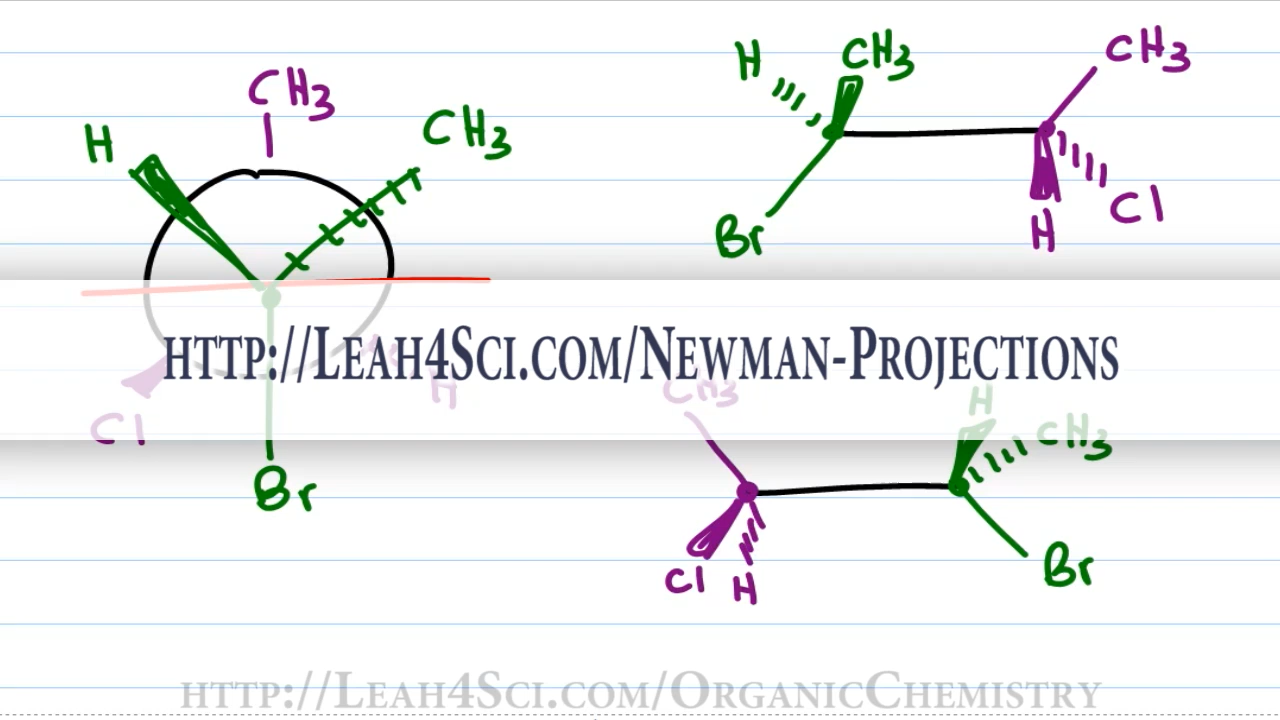 H
CH3
CH3
Cl
H
Br
H
CH3
CH3
Br
H
Cl
HTTP://LEAH4SCI.COM/NEWMAN-PROJECTIONS
CH3
H
CH3
Cl
H
Br
HTTP://LEAH4SCI.COM/ORGANICCHEMISTRY